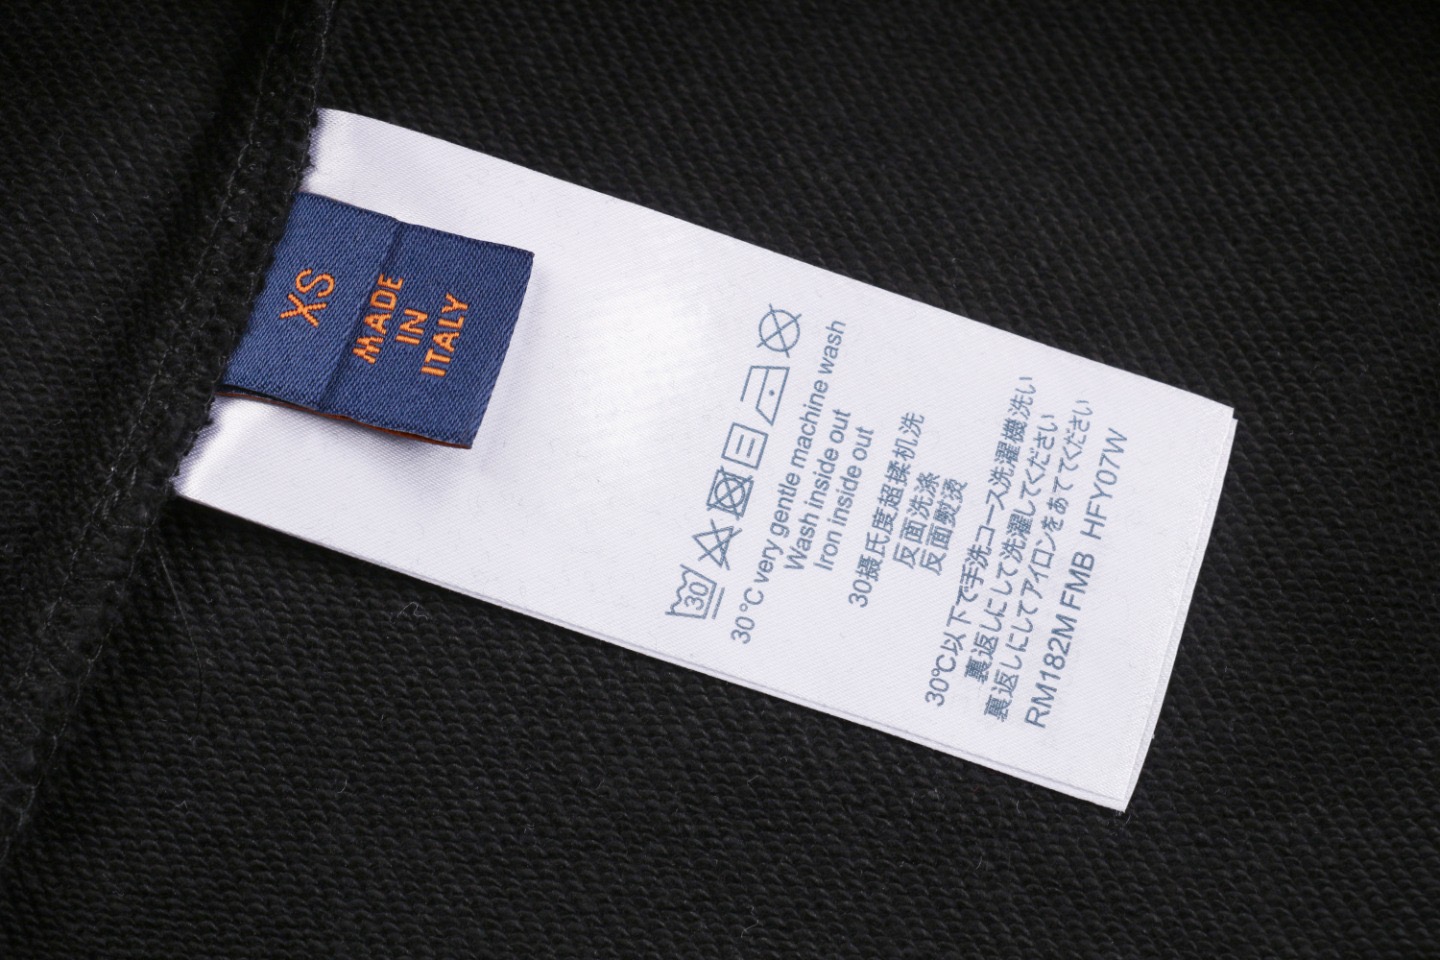 XS
MADE
IN
ITALY
30
30°C very gentle machine wash
Wash inside out
Iron inside out
30摄氏度超揉机洗
反面洗涤
反面熨烫
30℃以下で手洗コース洗濯機洗い
裏返しにして洗濯してください
裏返しにしてアイロンをあててください
RM182M FMB HFY07W